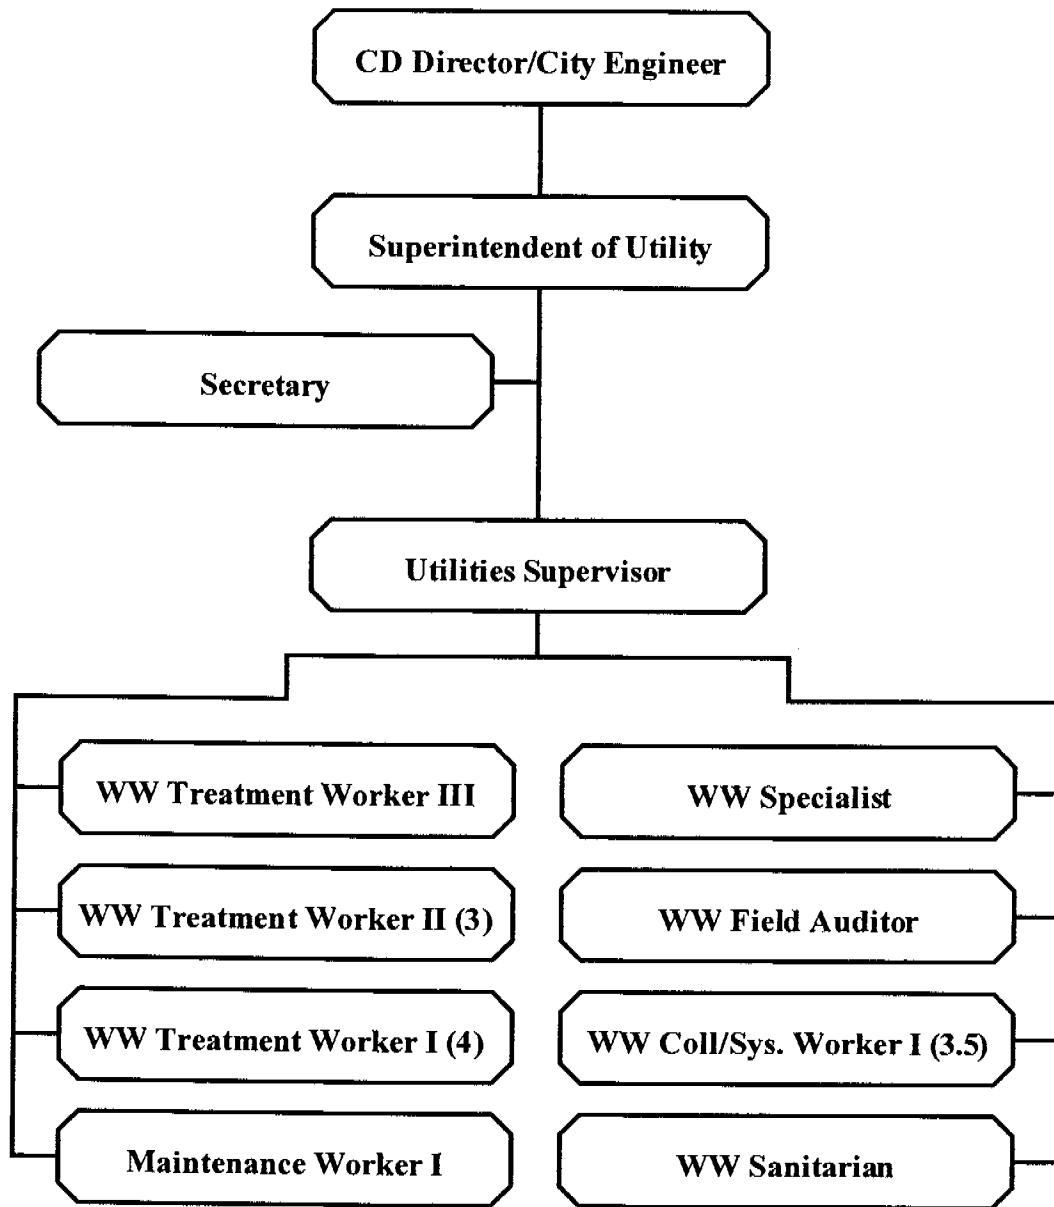 CD Director/City Engineer
Superintendent of Utility
Secretary
Utilities Supervisor
WW Treatment Worker III
WW Specialist
WW Treatment Worker II (3)
WW Field Auditor
WW Treatment Worker I (4)
WW Coll/Sys. Worker I (3.5)
Maintenance Worker I
WW Sanitarian